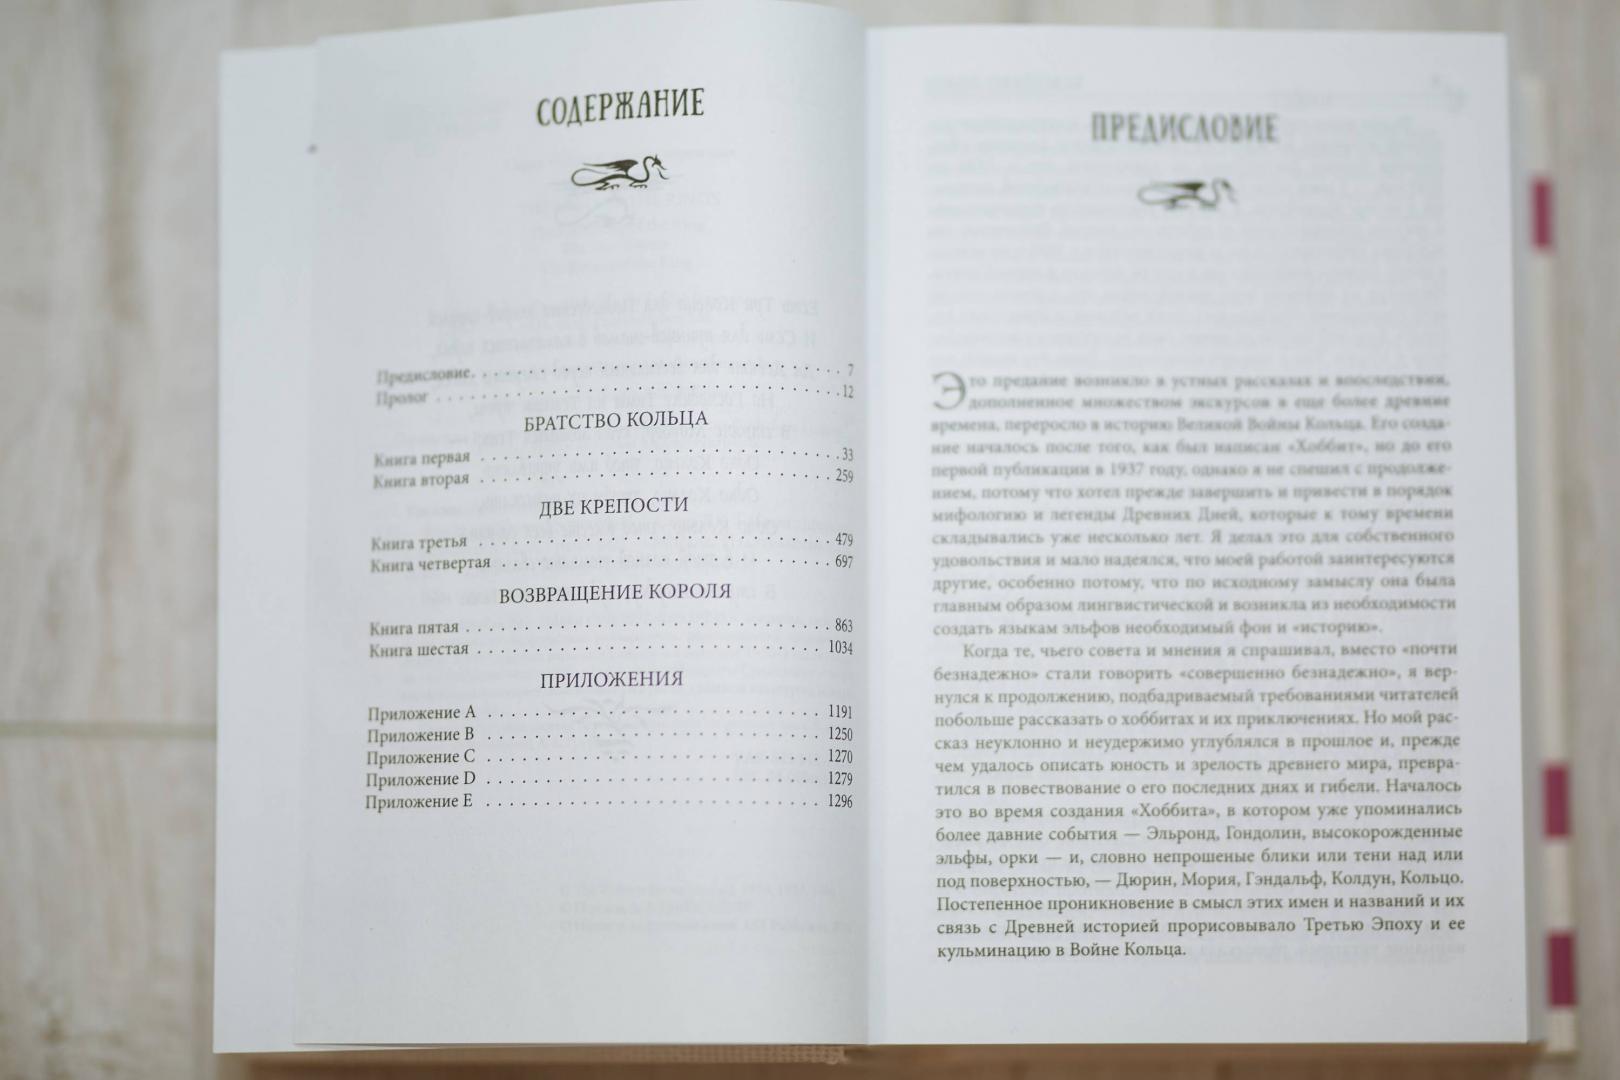 СОДЕРЖАНИЕ
Предисловие. . . . . . . . . . . . . . . . . . . . . . . . . . . . . . . 7
Пролог . . . . . . . . . . . . . . . . . . . . . . . . . . . . . . . . . . 12
БРАТСТВО КОЛЬЦА
Книга первая . . . . . . . . . . . . . . . . . . . . . . . . . . . . . . 33
Книга вторая . . . . . . . . . . . . . . . . . . . . . . . . . . . . . . 259
ДВЕ КРЕПОСТИ
Книга третья . . . . . . . . . . . . . . . . . . . . . . . . . . . . . . 479
Книга четвертая . . . . . . . . . . . . . . . . . . . . . . . . . . . . 697
ВОЗВРАЩЕНИЕ КОРОЛЯ
Книга пятая . . . . . . . . . . . . . . . . . . . . . . . . . . . . . . . 863
Книга шестая . . . . . . . . . . . . . . . . . . . . . . . . . . . . . . 1034
ПРИЛОЖЕНИЯ
Приложение A . . . . . . . . . . . . . . . . . . . . . . . . . . . . . 1191
Приложение B . . . . . . . . . . . . . . . . . . . . . . . . . . . . . 1250
Приложение C . . . . . . . . . . . . . . . . . . . . . . . . . . . . . 1270
Приложение D . . . . . . . . . . . . . . . . . . . . . . . . . . . . . 1279
Приложение E . . . . . . . . . . . . . . . . . . . . . . . . . . . . . 1296
ПРЕДИСЛОВИЕ
Это предание возникло в устных рассказах и впоследствии,
дополненное множеством экскурсов в еще более древние
времена, переросло в историю Великой Войны Кольца. Его созда-
ние началось после того, как был написан «Хоббит», но до его
первой публикации в 1937 году, однако я не спешил с продолже-
нием, потому что хотел прежде завершить и привести в порядок
мифологию и легенды Древних Дней, которые к тому времени
складывались уже несколько лет. Я делал это для собственного
удовольствия и мало надеялся, что моей работой заинтересуются
другие, особенно потому, что по исходному замыслу она была
главным образом лингвистической и возникла из необходимости
создать языкам эльфов необходимый фон и «историю».
Когда те, чьего совета и мнения я спрашивал, вместо «почти
безнадежно» стали говорить «совершенно безнадежно», я вер-
нулся к продолжению, подбадриваемый требованиями читателей
побольше рассказать о хоббитах и их приключениях. Но мой рас-
сказ неуклонно и неудержимо углублялся в прошлое и, прежде
чем удалось описать юность и зрелость древнего мира, превра-
тился в повествование о его последних днях и гибели. Началось
это во время создания «Хоббита», в котором уже упоминались
более давние события — Эльронд, Гондолин, высокорожденные
эльфы, орки — и, словно непрошеные блики или тени над или
под поверхностью, — Дюрин, Мория, Гэндальф, Колдун, Кольцо.
Постепенное проникновение в смысл этих имен и названий и их
связь с Древней историей прорисовывало Третью Эпоху и ее
кульминацию в Войне Кольца.